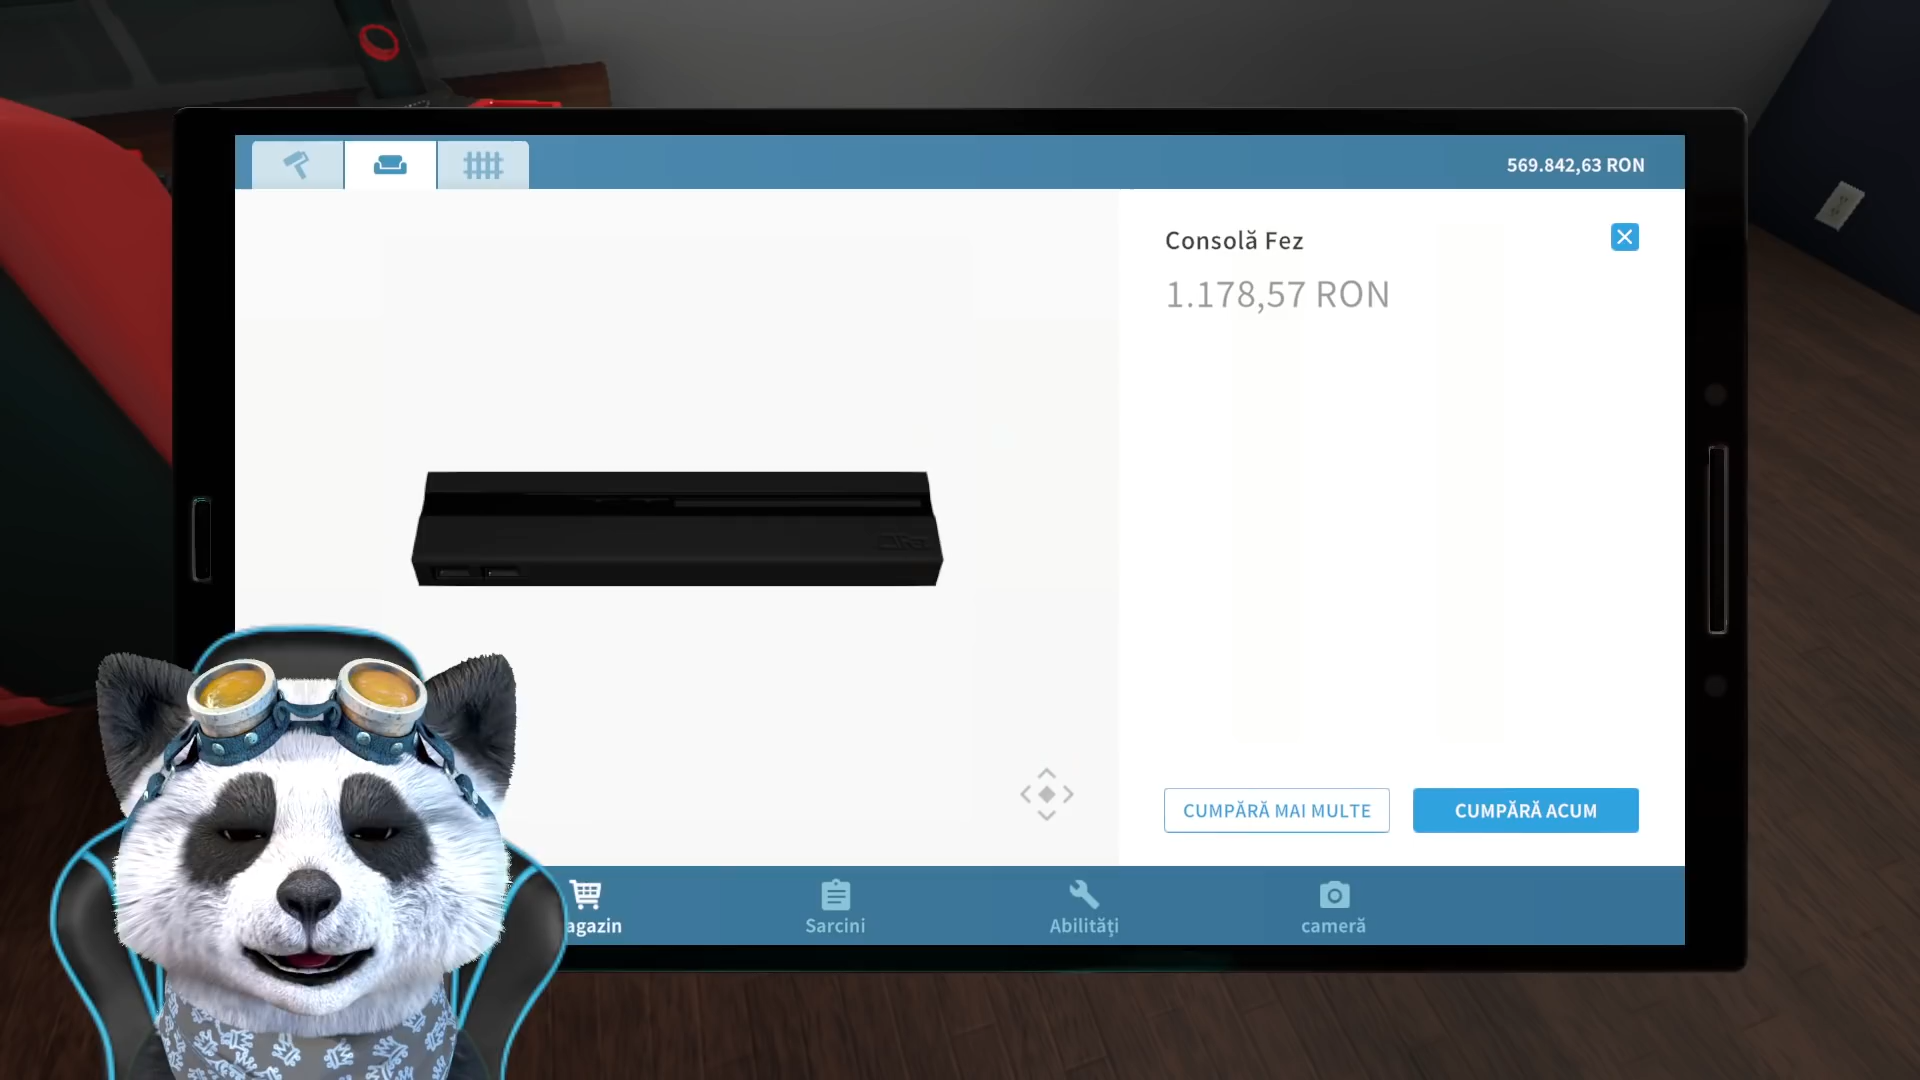 569.842,63 RON
Consolă Fez
1.178,57 RON
CUMPĂRĂ MAI MULTE
CUMPĂRĂ ACUM
agazin
Sarcini
Abilități
cameră